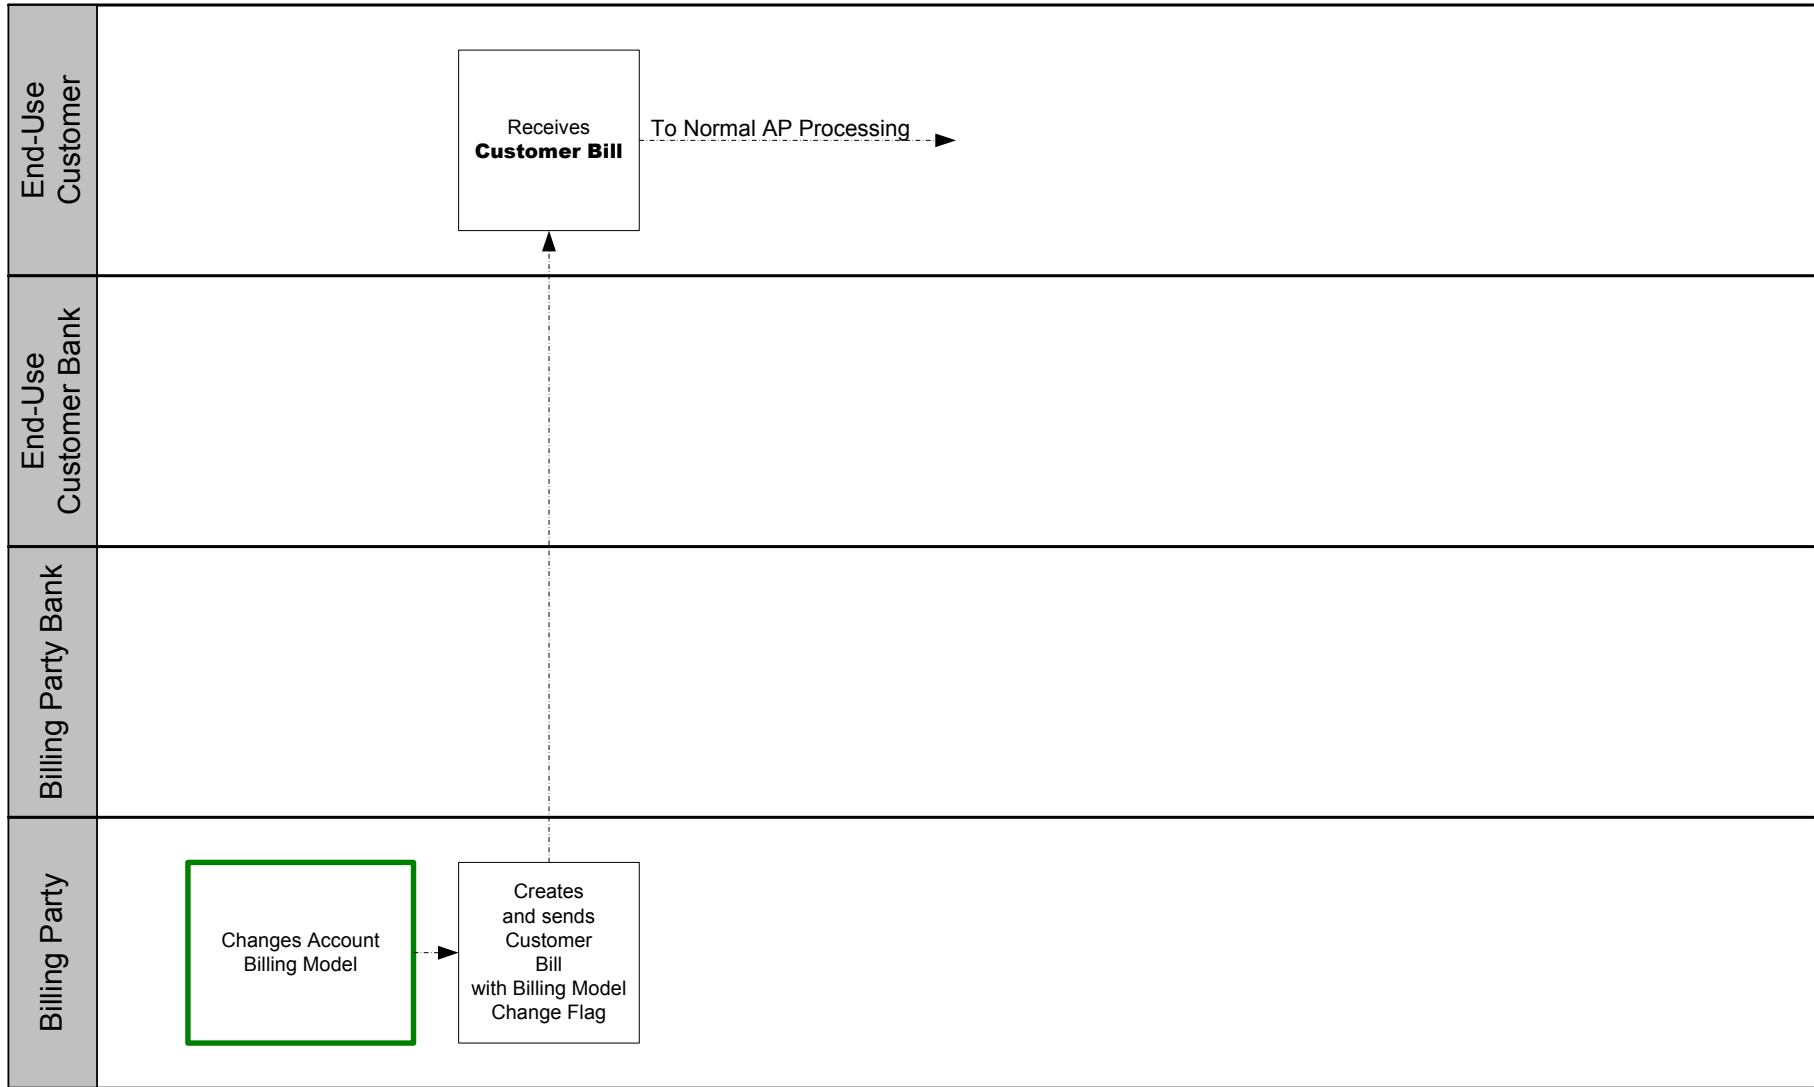 End-Use
Customer
Receives
Customer Bill
To Normal AP Processing
End-Use
Customer Bank
Billing Party Bank
Billing Party
Changes Account
Billing Model
Creates
and sends
Customer
Bill
with Billing Model
Change Flag